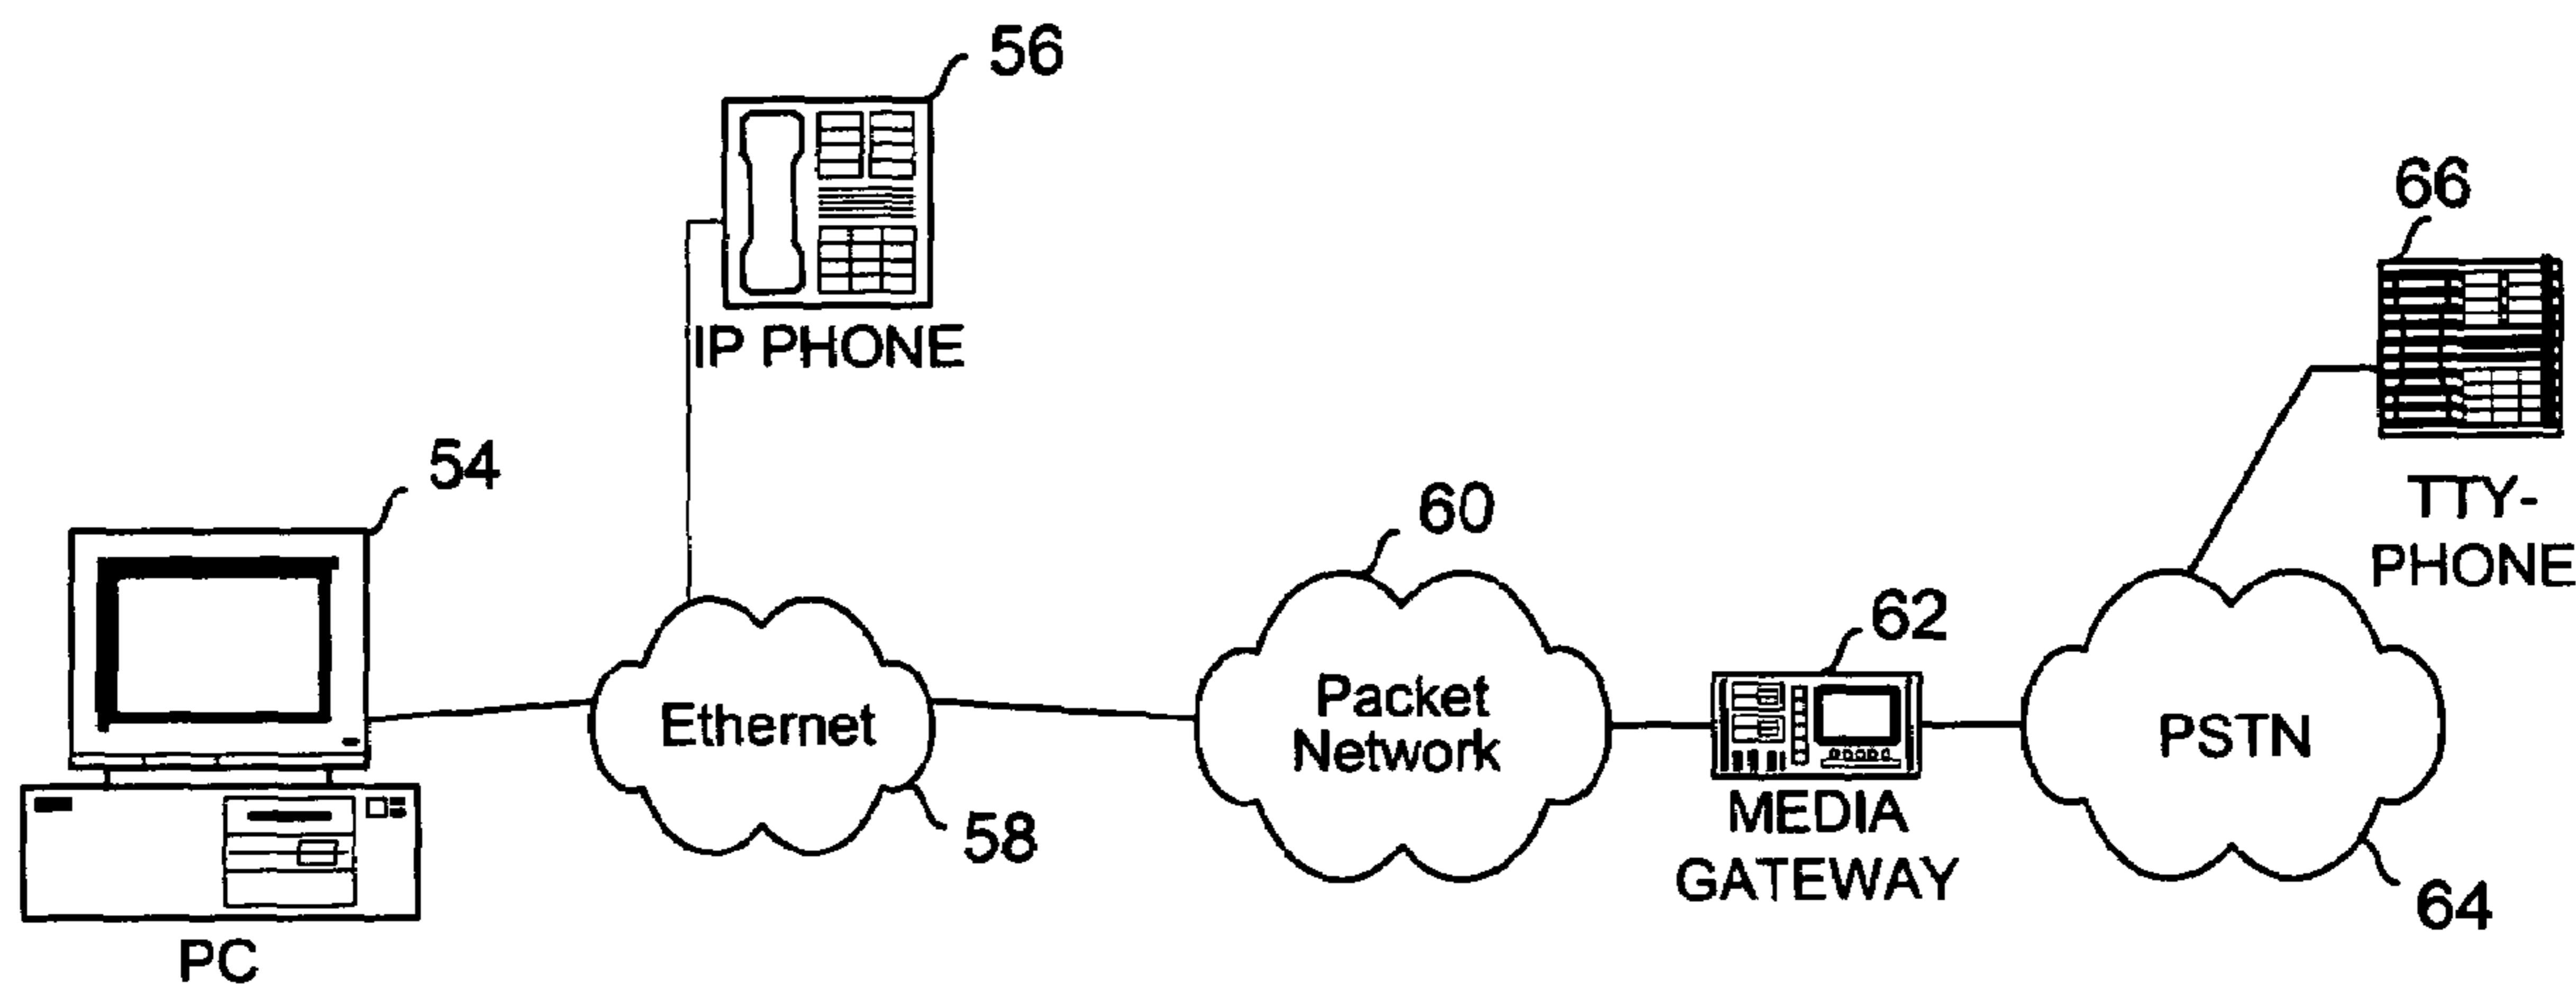 56
IP PHONE
66
TTY-
PHONE
54
PC
Ethernet
58
60
Packet
Network
62
MEDIA
GATEWAY
PSTN
64